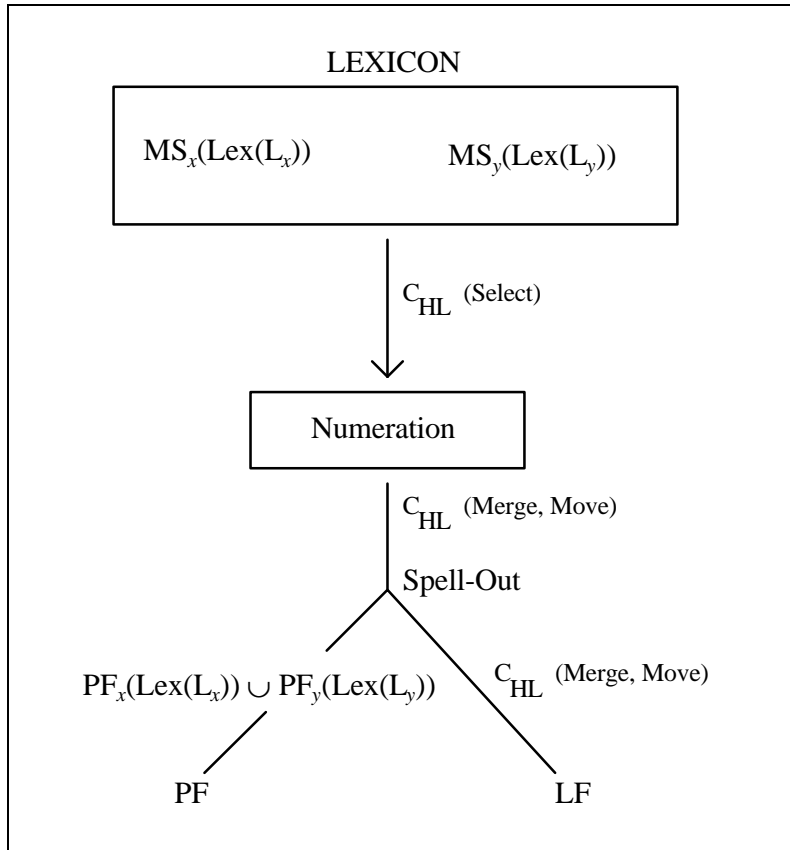 LEXICON
MSx(Lex(Lx)) MSy(Lex(Ly))
CHL (Select)
Numeration
CHL (Merge, Move)
Spell-Out
CHL (Merge, Move)
PFx(Lex(Lx)) ∪ PFy(Lex(Ly))
PF LF